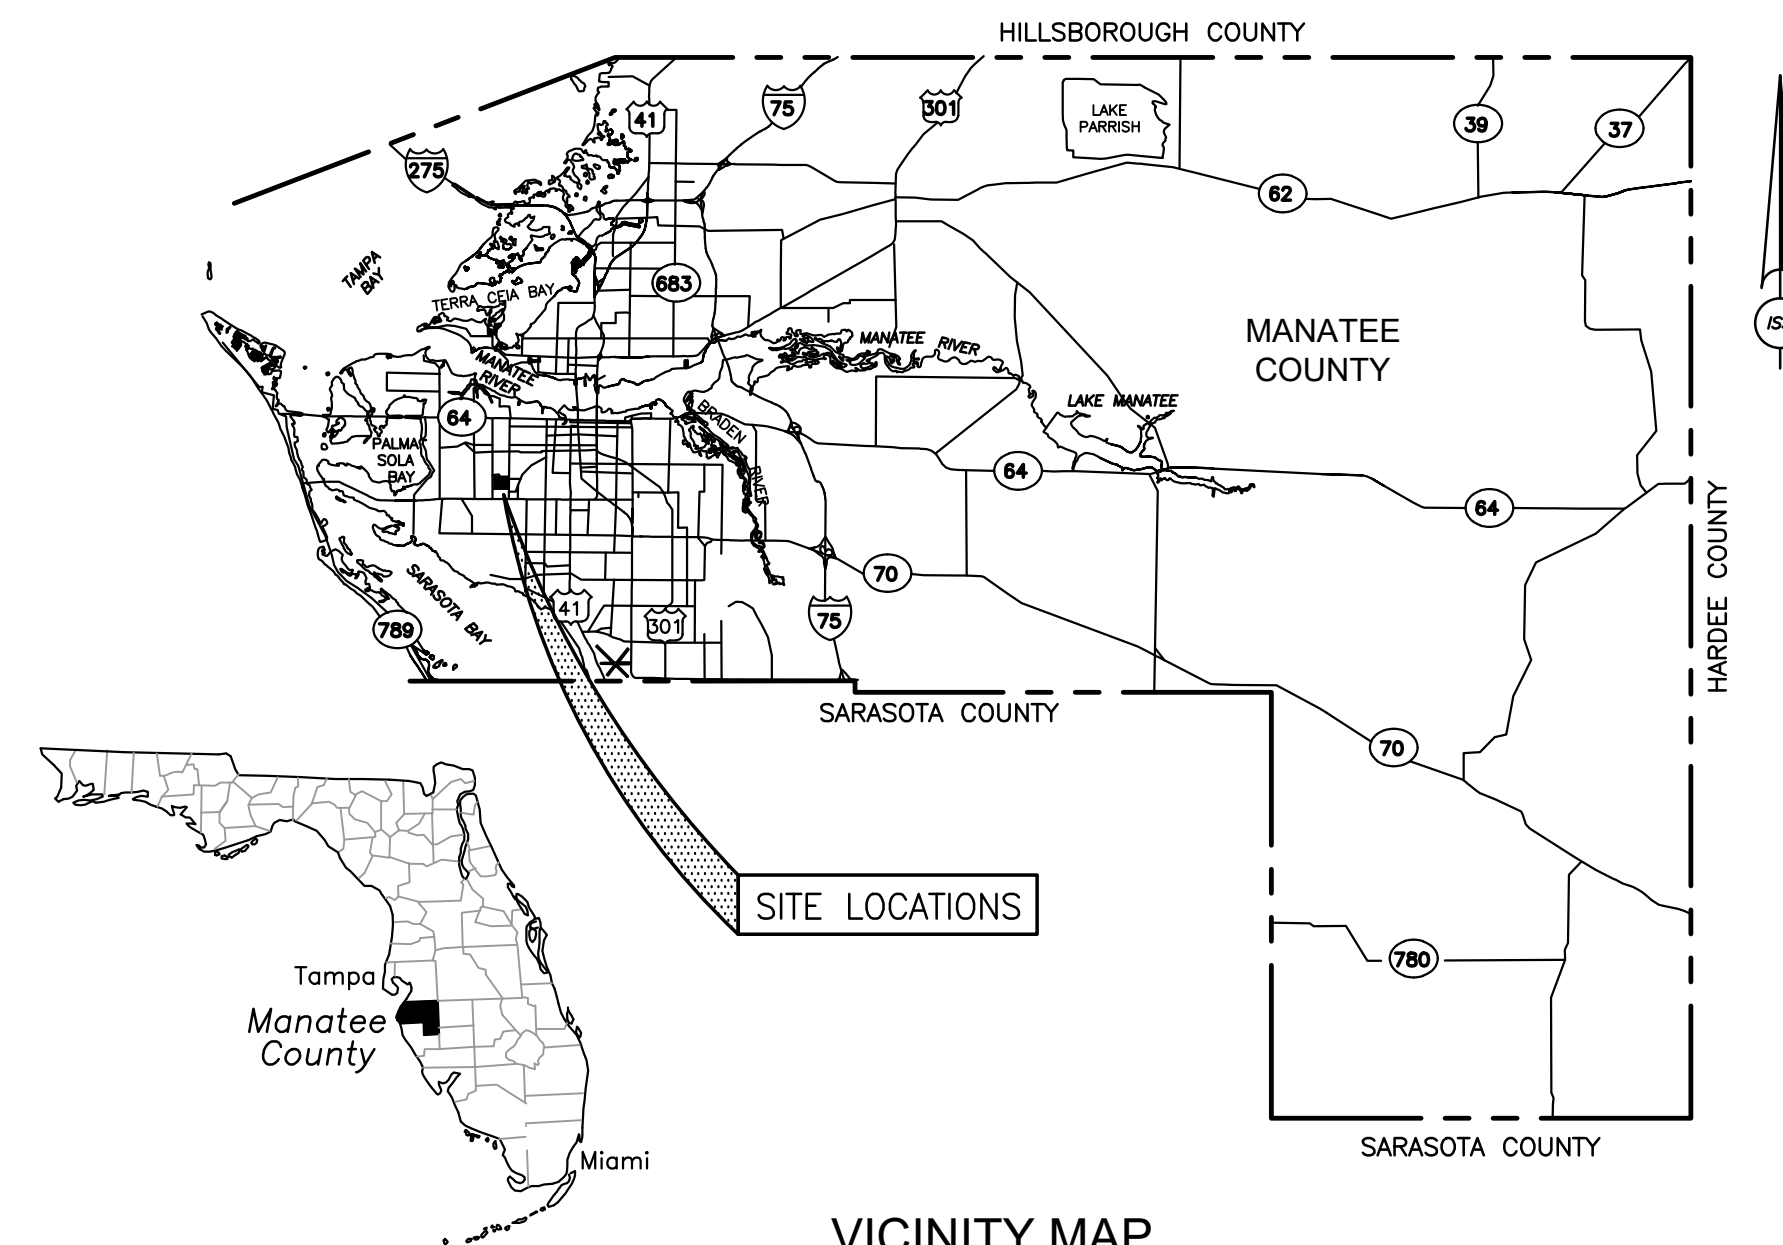 HILLSBOROUGH COUNTY
41
75
301
LAKE
PARRISH
39
37
275
62
TAMPA
BAY
TERRA CEIA BAY
683
MANATEE
COUNTY
MANATEE RIVER
MANATEE
RIVER
64
LAKE MANATEE
BRADEN
RIVER
PALMA
SOLA
BAY
64
64
HARDEE COUNTY
70
SARASOTA BAY
41
301
75
789
SARASOTA COUNTY
70
SITE LOCATIONS
780
Tampa
Manatee
County
SARASOTA COUNTY
Miami
VICINITY MAP